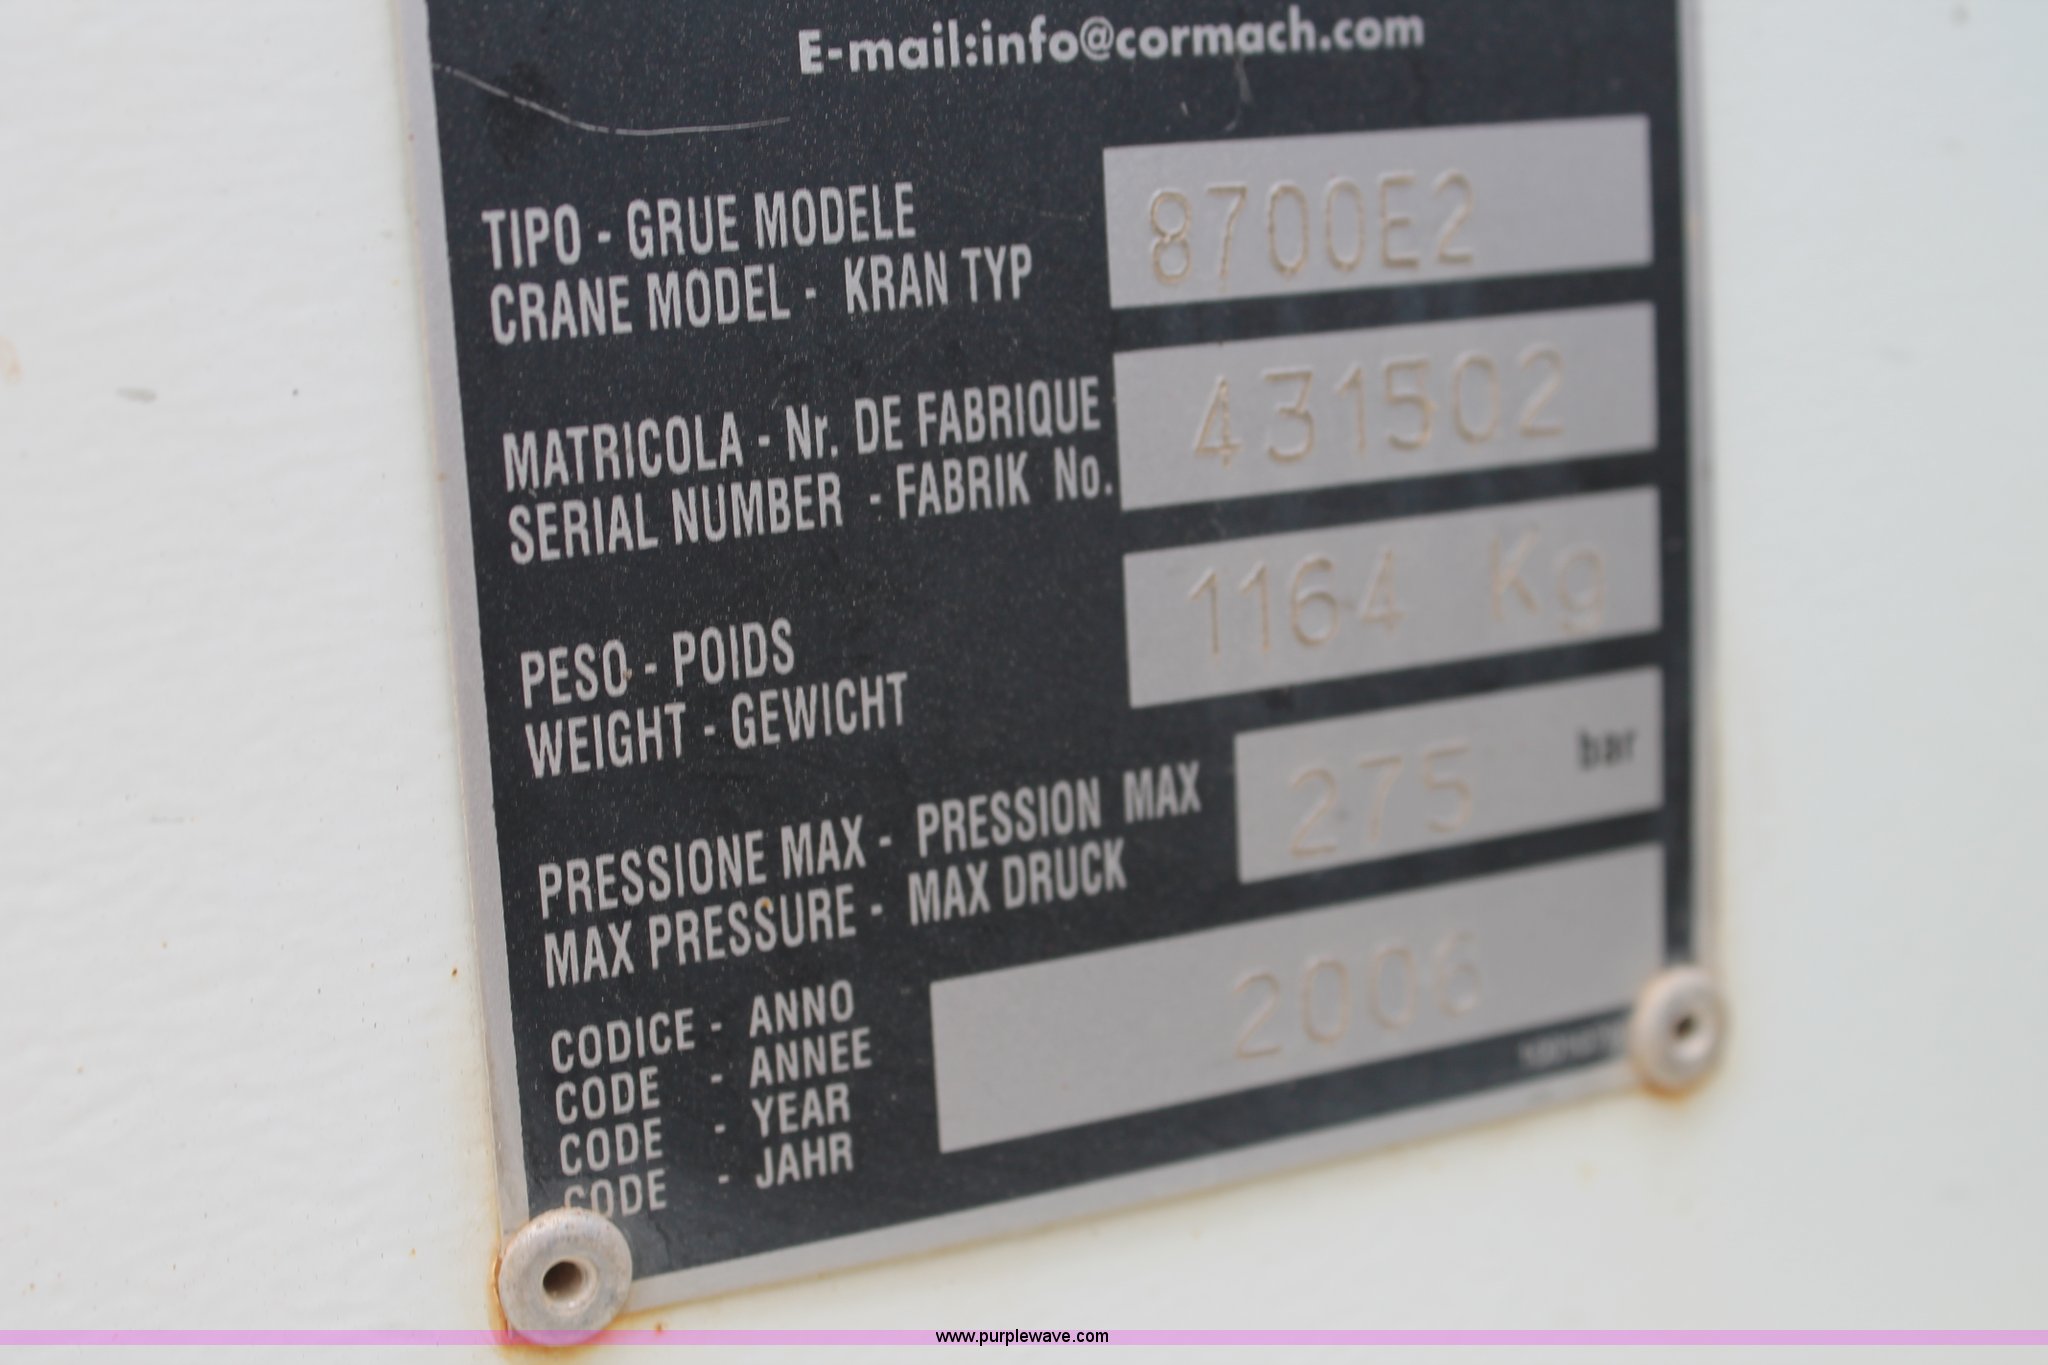 E-mail:info@cormach.com
TIPO - GRUE MODELE
CRANE MODEL - KRAN TYP
8700E2
MATRICOLA - Nr. DE FABRIQUE
SERIAL NUMBER - FABRIK No.
431502
PESO - POIDS
WEIGHT - GEWICHT
1164 Kg
PRESSIONE MAX - PRESSION MAX
MAX PRESSURE - MAX DRUCK
275 bar
CODICE - ANNO
CODE - ANNEE
CODE - YEAR
CODE - JAHR
2006
www.purplewave.com